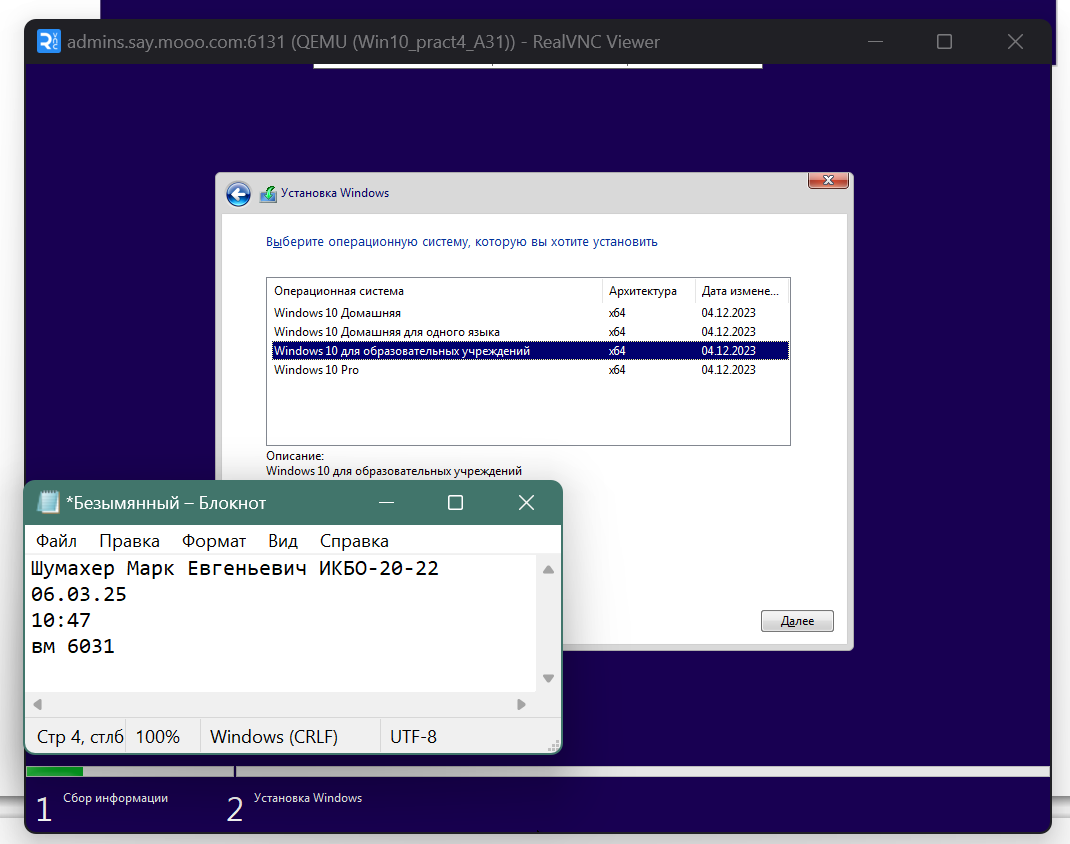 admins.say.mooo.com:6131 (QEMU (Win10_pract4_A31)) - RealVNC Viewer
Установка Windows
Выберите операционную систему, которую вы хотите установить
Операционная система Архитектура Дата измене...
Windows 10 Домашняя x64 04.12.2023
Windows 10 Домашняя для одного языка x64 04.12.2023
Windows 10 для образовательных учреждений x64 04.12.2023
Windows 10 Pro x64 04.12.2023
Описание:
Windows 10 для образовательных учреждений
Далее
*Безымянный – Блокнот
Файл Правка Формат Вид Справка
Шумахер Марк Евгеньевич ИКБО-20-22
06.03.25
10:47
вм 6031
Стр 4, стлб 100% Windows (CRLF) UTF-8
1 Сбор информации 2 Установка Windows